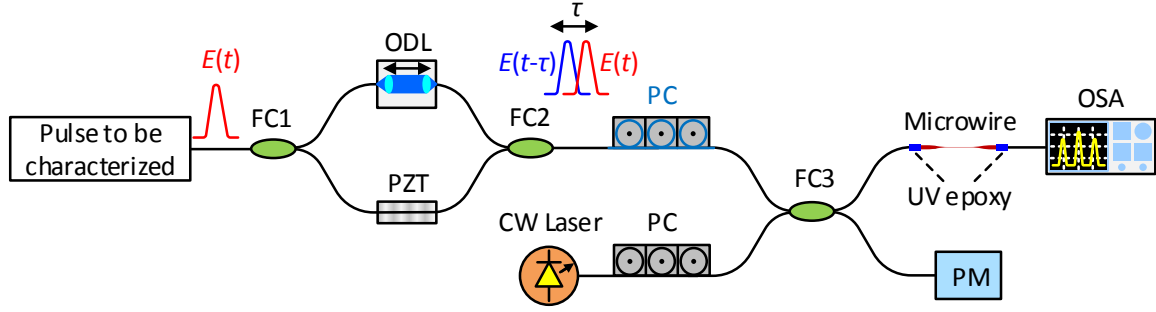 τ
ODL
E(t)
E(t-τ)
E(t)
PC
OSA
FC1
FC2
Microwire
Pulse to be
characterized
FC3
PZT
UV epoxy
CW Laser
PC
PM